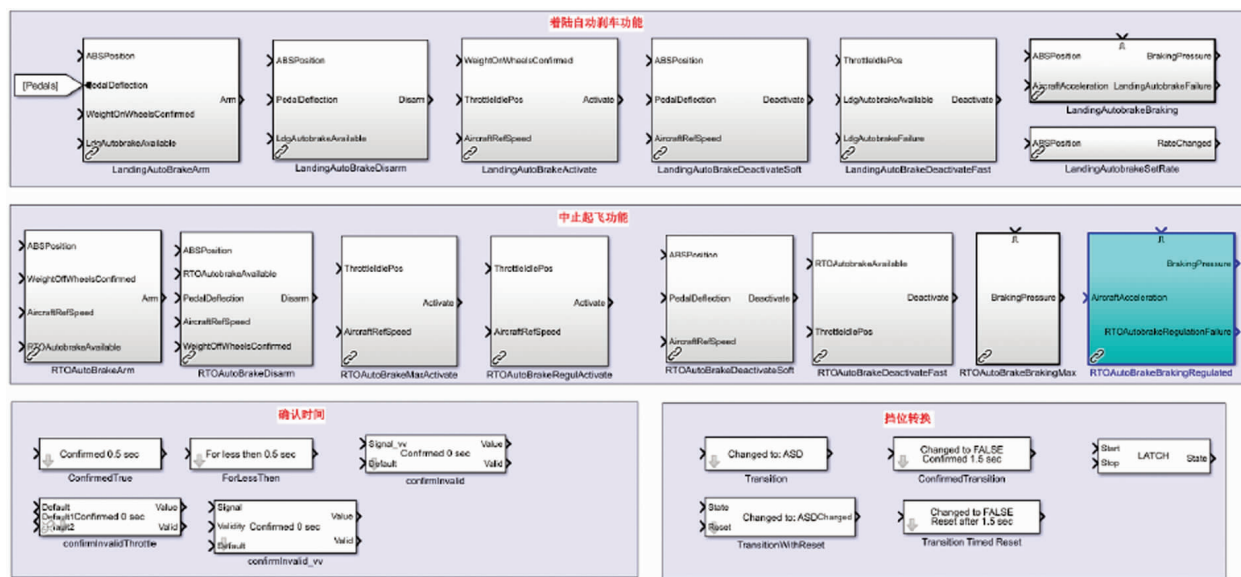 着陆自动刹车功能
[Pedals]
ABSPosition
PedalDeflection
WeightOnWheelsConfirmed
LdgAutobrakeAvailable
Arm
LandingAutoBrakeArm
ABSPosition
PedalDeflection
LdgAutobrakeAvailable
Disarm
LandingAutoBrakeDisarm
WeightOnWheelsConfirmed
ThrottleIdlePos
AircraftRefSpeed
Activate
LandingAutoBrakeActivate
ABSPosition
PedalDeflection
AircraftRefSpeed
Deactivate
LandingAutoBrakeDeactivateSoft
ThrottleIdlePos
LdgAutobrakeAvailable
LdgAutobrakeFailure
Deactivate
LandingAutoBrakeDeactivateFast
ABSPosition
BrakingPressure
AircraftAcceleration
LandingAutobrakeFailure
LandingAutobrakeBraking
ABSPosition
RateChanged
LandingAutobrakeSetRate
中止起飞功能
ABSPosition
WeightOffWheelsConfirmed
Arm
AircraftRefSpeed
RTOAutobrakeAvailable
RTOAutoBrakeArm
ABSPosition
RTOAutobrakeAvailable
PedalDeflection
Disarm
AircraftRefSpeed
WeightOffWheelsConfirmed
RTOAutoBrakeDisarm
ThrottleIdlePos
Activate
AircraftRefSpeed
RTOAutoBrakeMaxActivate
ThrottleIdlePos
Activate
AircraftRefSpeed
RTOAutoBrakeRegulActivate
ABSPosition
PedalDeflection
Deactivate
AircraftRefSpeed
RTOAutoBrakeDeactivateSoft
RTOAutobrakeAvailable
Deactivate
ThrottleIdlePos
RTOAutoBrakeDeactivateFast
BrakingPressure
RTOAutoBrakeBrakingMax
BrakingPressure
AircraftAcceleration
RTOAutobrakeRegulationFailure
RTOAutoBrakeBrakingRegulated
确认时间
Confirmed 0.5 sec
ConfirmedTrue
For less then 0.5 sec
ForLessThen
Signal_vv
Value
Confirmed 0 sec
Default
Valid
confirmInvalid
Default
Value
Default1
Confirmed 0 sec
Default2
Valid
confirmInvalidThrottle
Signal
Value
Validity
Confirmed 0 sec
Default
Valid
confirmInvalid_vv
挡位转换
Changed to: ASD
Transition
Changed to FALSE
Confirmed 1.5 sec
ConfirmedTransition
Start
Stop
LATCH
State
State
Reset
Changed to: ASD
Changed
TransitionWithReset
Changed to FALSE
Reset after 1.5 sec
Transition Timed Reset